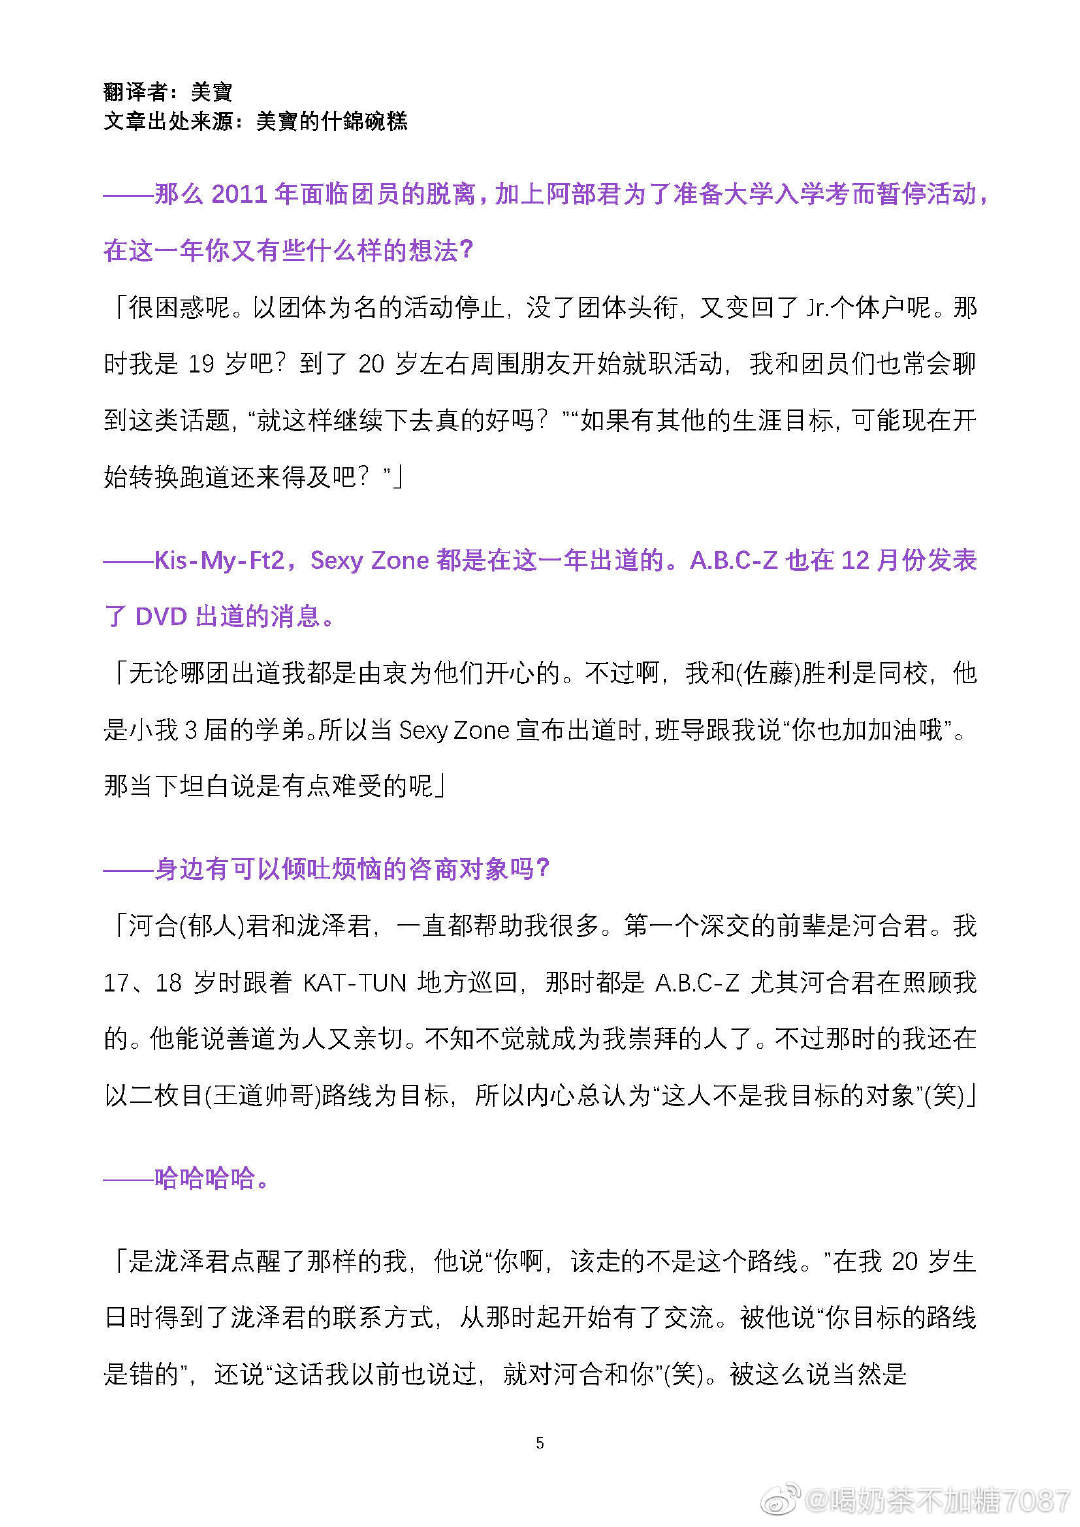 翻译者：美寶
文章出处来源：美寶的什錦碗糕
——那么 2011 年面临团员的脱离，加上阿部君为了准备大学入学考而暂停活动，
在这一年你又有些什么样的想法？
「很困惑呢。以团体为名的活动停止，没了团体头衔，又变回了 Jr.个体户呢。那
时我是 19 岁吧？到了 20 岁左右周围朋友开始就职活动，我和团员们也常会聊
到这类话题，“就这样继续下去真的好吗？”“如果有其他的生涯目标，可能现在开
始转换跑道还来得及吧？”」
——Kis-My-Ft2，Sexy Zone 都是在这一年出道的。A.B.C-Z 也在 12 月份发表
了 DVD 出道的消息。
「无论哪团出道我都是由衷为他们开心的。不过啊，我和(佐藤)胜利是同校，他
是小我 3 届的学弟。所以当 Sexy Zone 宣布出道时，班导跟我说“你也加加油哦”。
那当下坦白说是有点难受的呢」
——身边有可以倾吐烦恼的咨商对象吗？
「河合(郁人)君和泷泽君，一直都帮助我很多。第一个深交的前辈是河合君。我
17、18 岁时跟着 KAT-TUN 地方巡回，那时都是 A.B.C-Z 尤其河合君在照顾我
的。他能说善道为人又亲切。不知不觉就成为我崇拜的人了。不过那时的我还在
以二枚目(王道帅哥)路线为目标，所以内心总认为“这人不是我目标的对象”(笑)」
——哈哈哈哈。
「是泷泽君点醒了那样的我，他说“你啊，该走的不是这个路线。”在我 20 岁生
日时得到了泷泽君的联系方式，从那时起开始有了交流。被他说“你目标的路线
是错的”，还说“这话我以前也说过，就对河合和你”(笑)。被这么说当然是
5
@喝奶茶不加糖7087